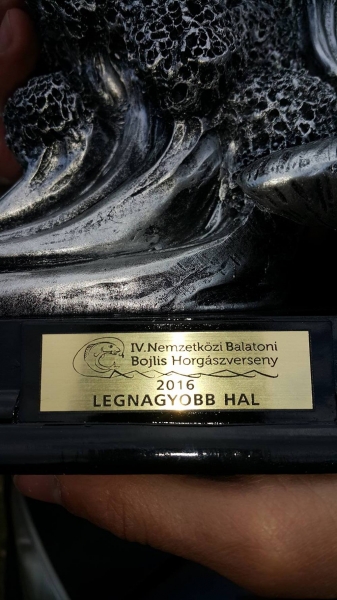 IV. Nemzetközi Balatoni
Bojlis Horgászverseny
2016
LEGNAGYOBB HAL